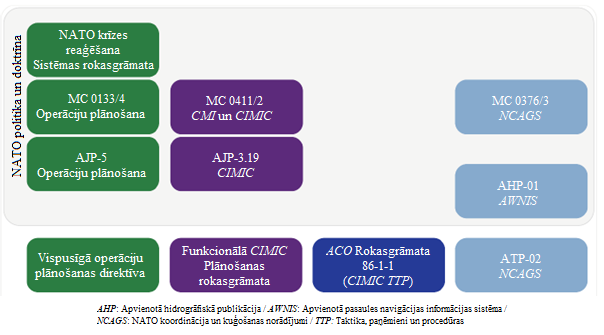 NATO politika un doktrīna
NATO krīzes
reaģēšana
Sistēmas rokasgrāmata
MC 0133/4
Operāciju plānošana
MC 0411/2
CMI un CIMIC
MC 0376/3
NCAGS
AJP-5
Operāciju plānošana
AJP-3.19
CIMIC
AHP-01
AWNIS
Vispusīgā operāciju
plānošanas direktīva
Funkcionālā CIMIC
Plānošanas
rokasgrāmata
ACO Rokasgrāmata
86-1-1
(CIMIC TTP)
ATP-02
NCAGS
AHP: Apvienotā hidrogrāfiskā publikācija / AWNIS: Apvienotā pasaules navigācijas informācijas sistēma /
NCAGS: NATO koordinācija un kuģošanas norādījumi / TTP: Taktika, paņēmieni un procedūras